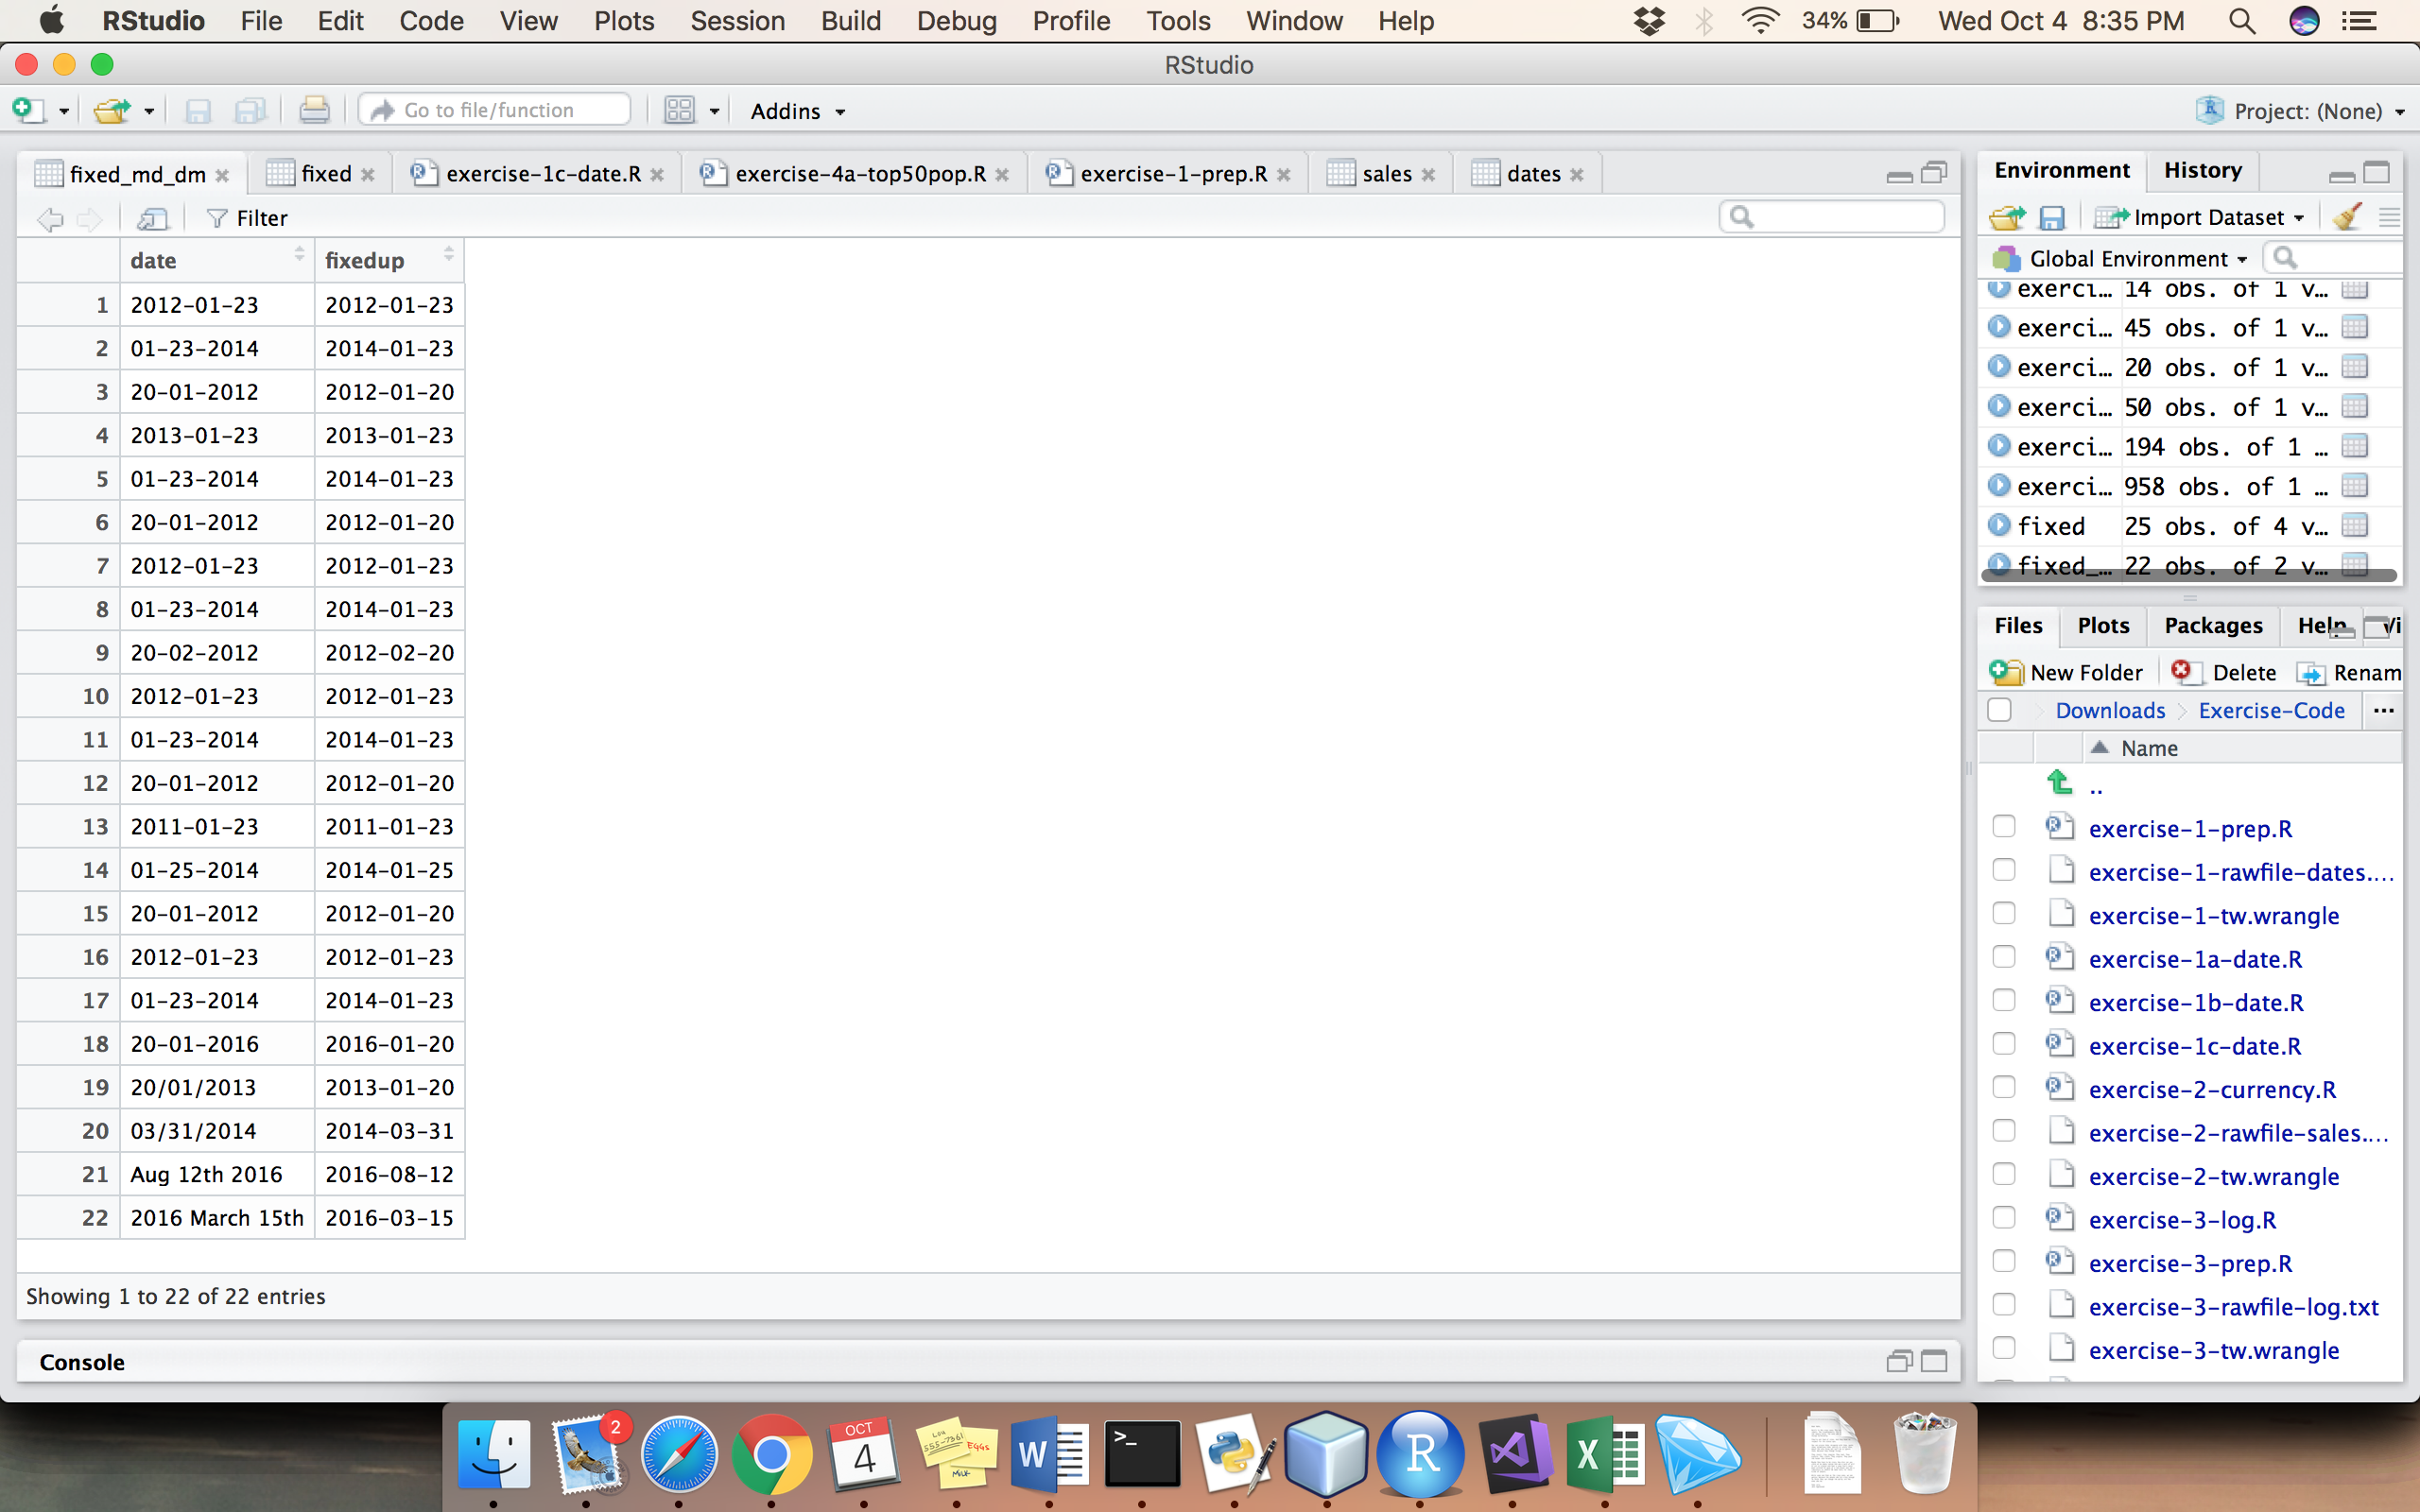 RStudio File Edit Code View Plots Session Build Debug Profile Tools Window Help 34% Wed Oct 4 8:35 PM
RStudio
Go to file/function Addins Project: (None)
fixed_md_dm fixed exercise-1c-date.R exercise-4a-top50pop.R exercise-1-prep.R sales dates
Filter
date fixedup
1 2012-01-23 2012-01-23
2 01-23-2014 2014-01-23
3 20-01-2012 2012-01-20
4 2013-01-23 2013-01-23
5 01-23-2014 2014-01-23
6 20-01-2012 2012-01-20
7 2012-01-23 2012-01-23
8 01-23-2014 2014-01-23
9 20-02-2012 2012-02-20
10 2012-01-23 2012-01-23
11 01-23-2014 2014-01-23
12 20-01-2012 2012-01-20
13 2011-01-23 2011-01-23
14 01-25-2014 2014-01-25
15 20-01-2012 2012-01-20
16 2012-01-23 2012-01-23
17 01-23-2014 2014-01-23
18 20-01-2016 2016-01-20
19 20/01/2013 2013-01-20
20 03/31/2014 2014-03-31
21 Aug 12th 2016 2016-08-12
22 2016 March 15th 2016-03-15
Showing 1 to 22 of 22 entries
Console
Environment History
Import Dataset
Global Environment
exerci… 14 obs. of 1 v…
exerci… 45 obs. of 1 v…
exerci… 20 obs. of 1 v…
exerci… 50 obs. of 1 v…
exerci… 194 obs. of 1 …
exerci… 958 obs. of 1 …
fixed 25 obs. of 4 v…
fixed_… 22 obs. of 2 v…
Files Plots Packages Help Vi
New Folder Delete Renam
Downloads Exercise-Code ...
Name
..
exercise-1-prep.R
exercise-1-rawfile-dates....
exercise-1-tw.wrangle
exercise-1a-date.R
exercise-1b-date.R
exercise-1c-date.R
exercise-2-currency.R
exercise-2-rawfile-sales....
exercise-2-tw.wrangle
exercise-3-log.R
exercise-3-prep.R
exercise-3-rawfile-log.txt
exercise-3-tw.wrangle
2
OCT
4
555-7361
EGGS
MILK
W
>_
R
X